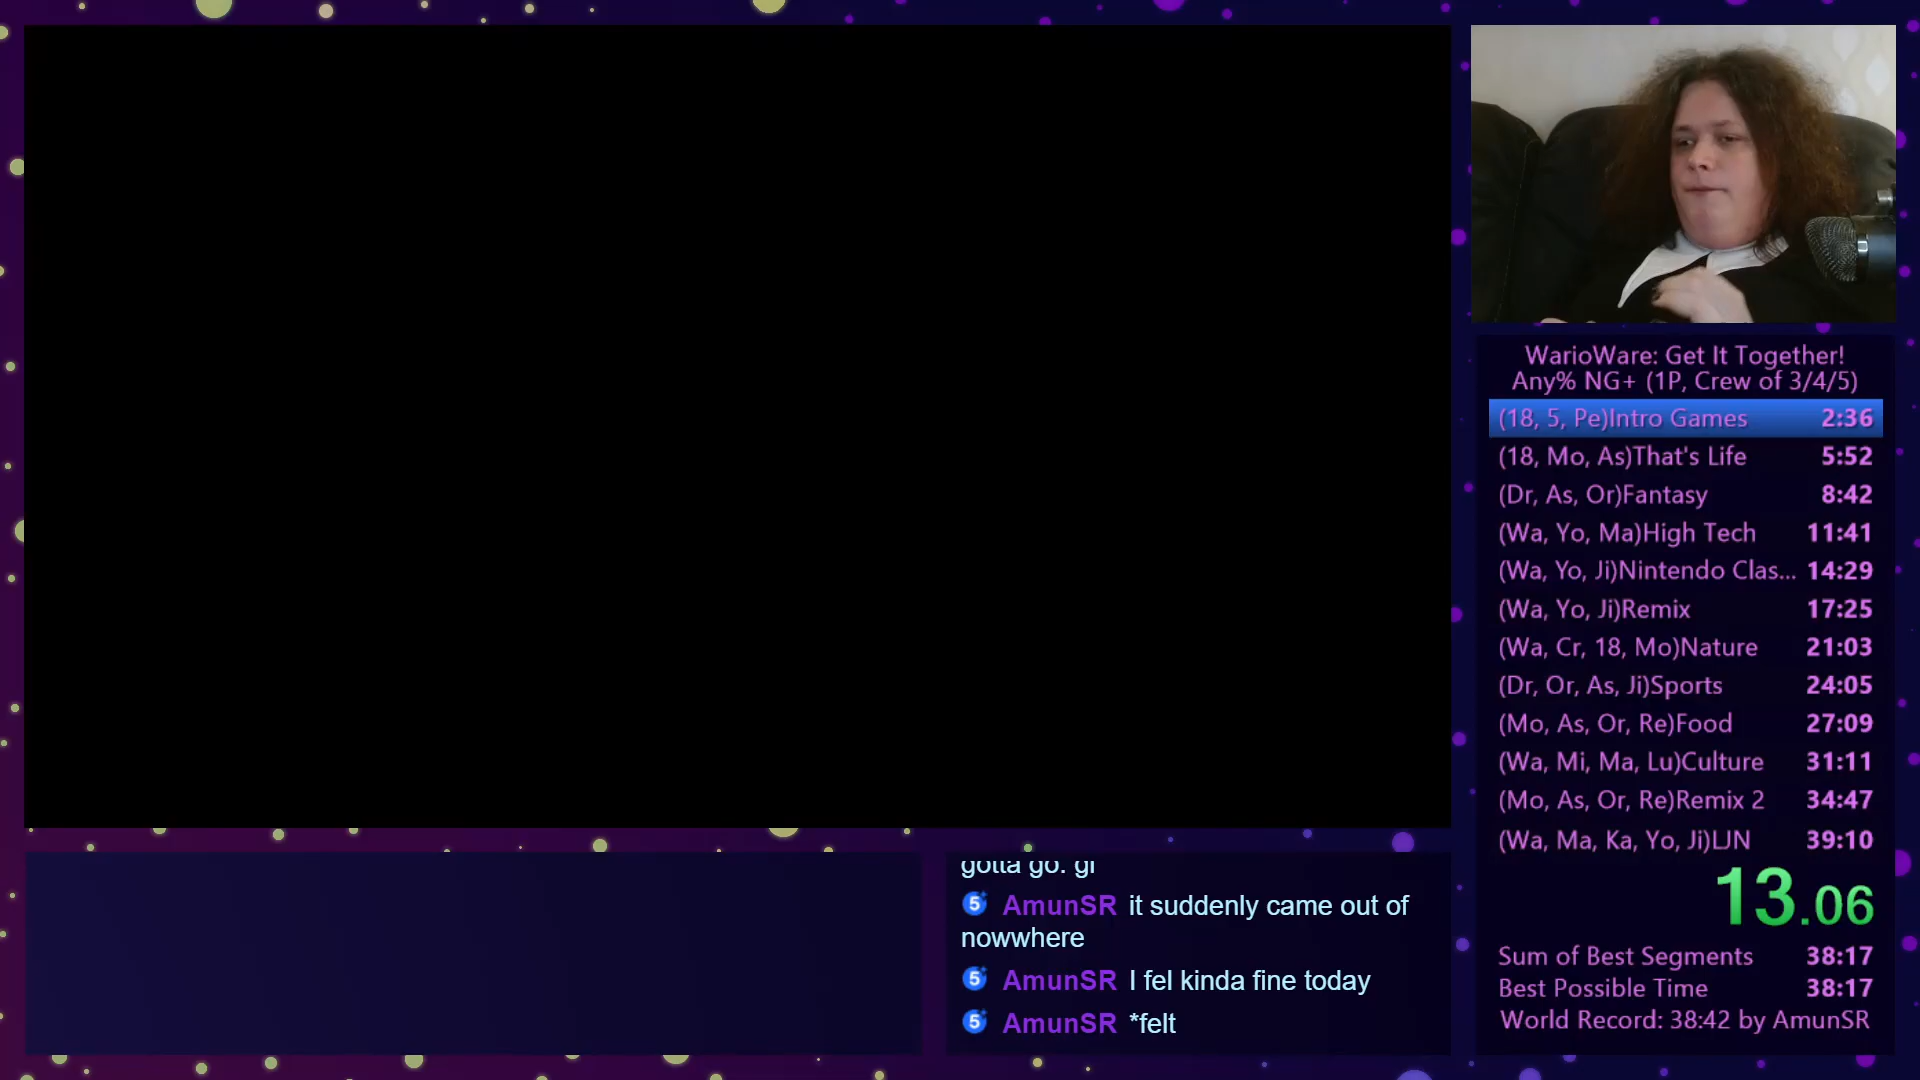 WarioWare: Get It Together!
Any% NG+ (1P, Crew of 3/4/5)
(18, 5, Pe)Intro Games 2:36
(18, Mo, As)That's Life 5:52
(Dr, As, Or)Fantasy 8:42
(Wa, Yo, Ma)High Tech 11:41
(Wa, Yo, Ji)Nintendo Clas... 14:29
(Wa, Yo, Ji)Remix 17:25
(Wa, Cr, 18, Mo)Nature 21:03
(Dr, Or, As, Ji)Sports 24:05
(Mo, As, Or, Re)Food 27:09
(Wa, Mi, Ma, Lu)Culture 31:11
(Mo, As, Or, Re)Remix 2 34:47
(Wa, Ma, Ka, Yo, Ji)LJN 39:10
13.06
Sum of Best Segments 38:17
Best Possible Time 38:17
World Record: 38:42 by AmunSR
gotta go. gl
5 AmunSR it suddenly came out of
nowwhere
5 AmunSR I fel kinda fine today
5 AmunSR *felt